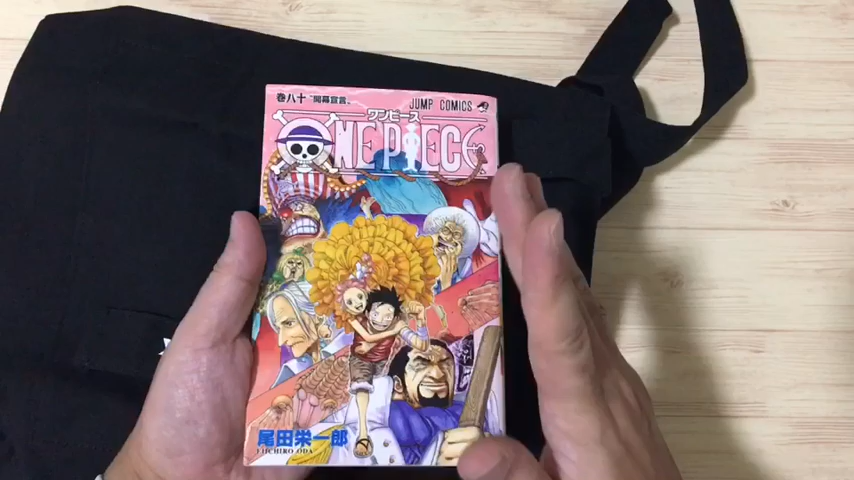 巻八十 "開幕宣言"
JUMP COMICS
ワンピース
ONE PIECE
尾田栄一郎
EIICHIRO ODA